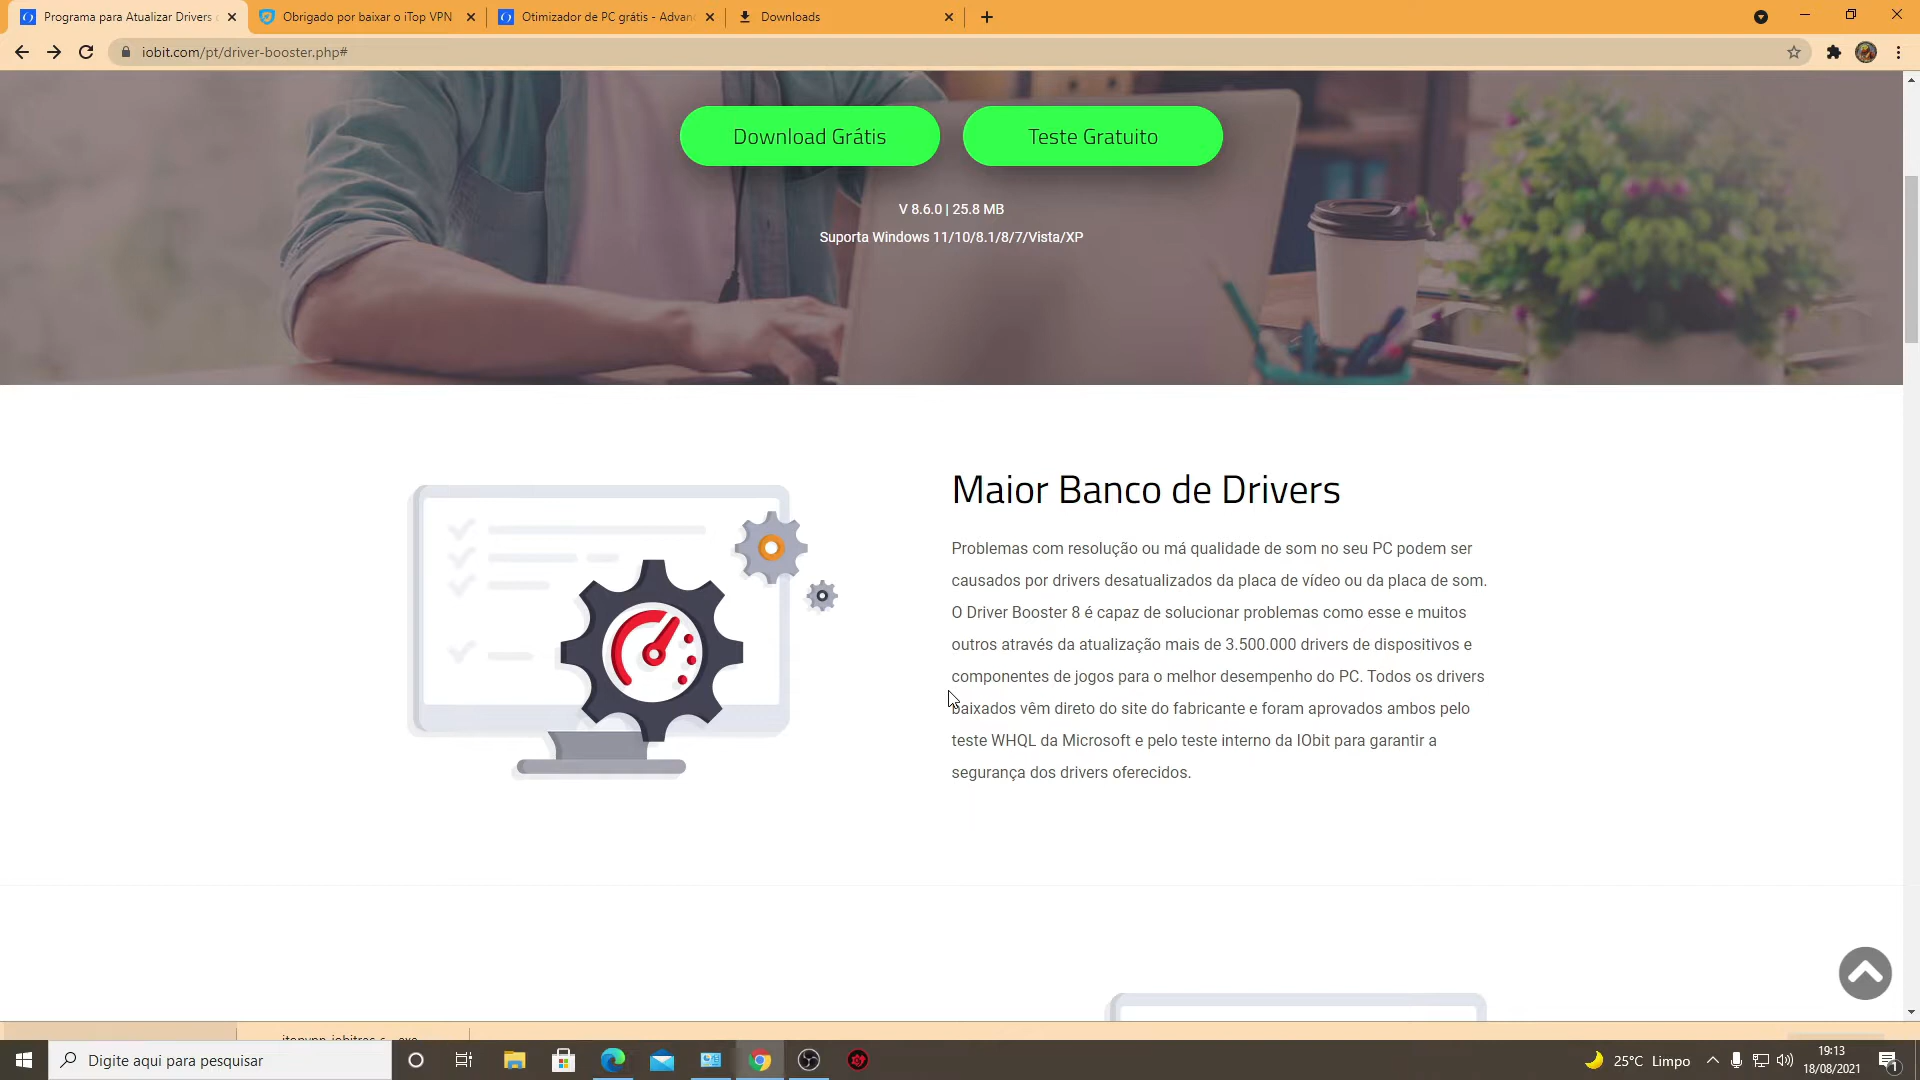 Programa para Atualizar Drivers
Obrigado por baixar o iTop VPN
Otimizador de PC grátis - Advan
Downloads
iobit.com/pt/driver-booster.php#
Download Grátis
Teste Gratuito
V 8.6.0 | 25.8 MB
Suporta Windows 11/10/8.1/8/7/Vista/XP
Maior Banco de Drivers
Problemas com resolução ou má qualidade de som no seu PC podem ser
causados por drivers desatualizados da placa de vídeo ou da placa de som.
O Driver Booster 8 é capaz de solucionar problemas como esse e muitos
outros através da atualização mais de 3.500.000 drivers de dispositivos e
componentes de jogos para o melhor desempenho do PC. Todos os drivers
baixados vêm direto do site do fabricante e foram aprovados ambos pelo
teste WHQL da Microsoft e pelo teste interno da IObit para garantir a
segurança dos drivers oferecidos.
Digite aqui para pesquisar
25°C Limpo
19:13
18/08/2021
1